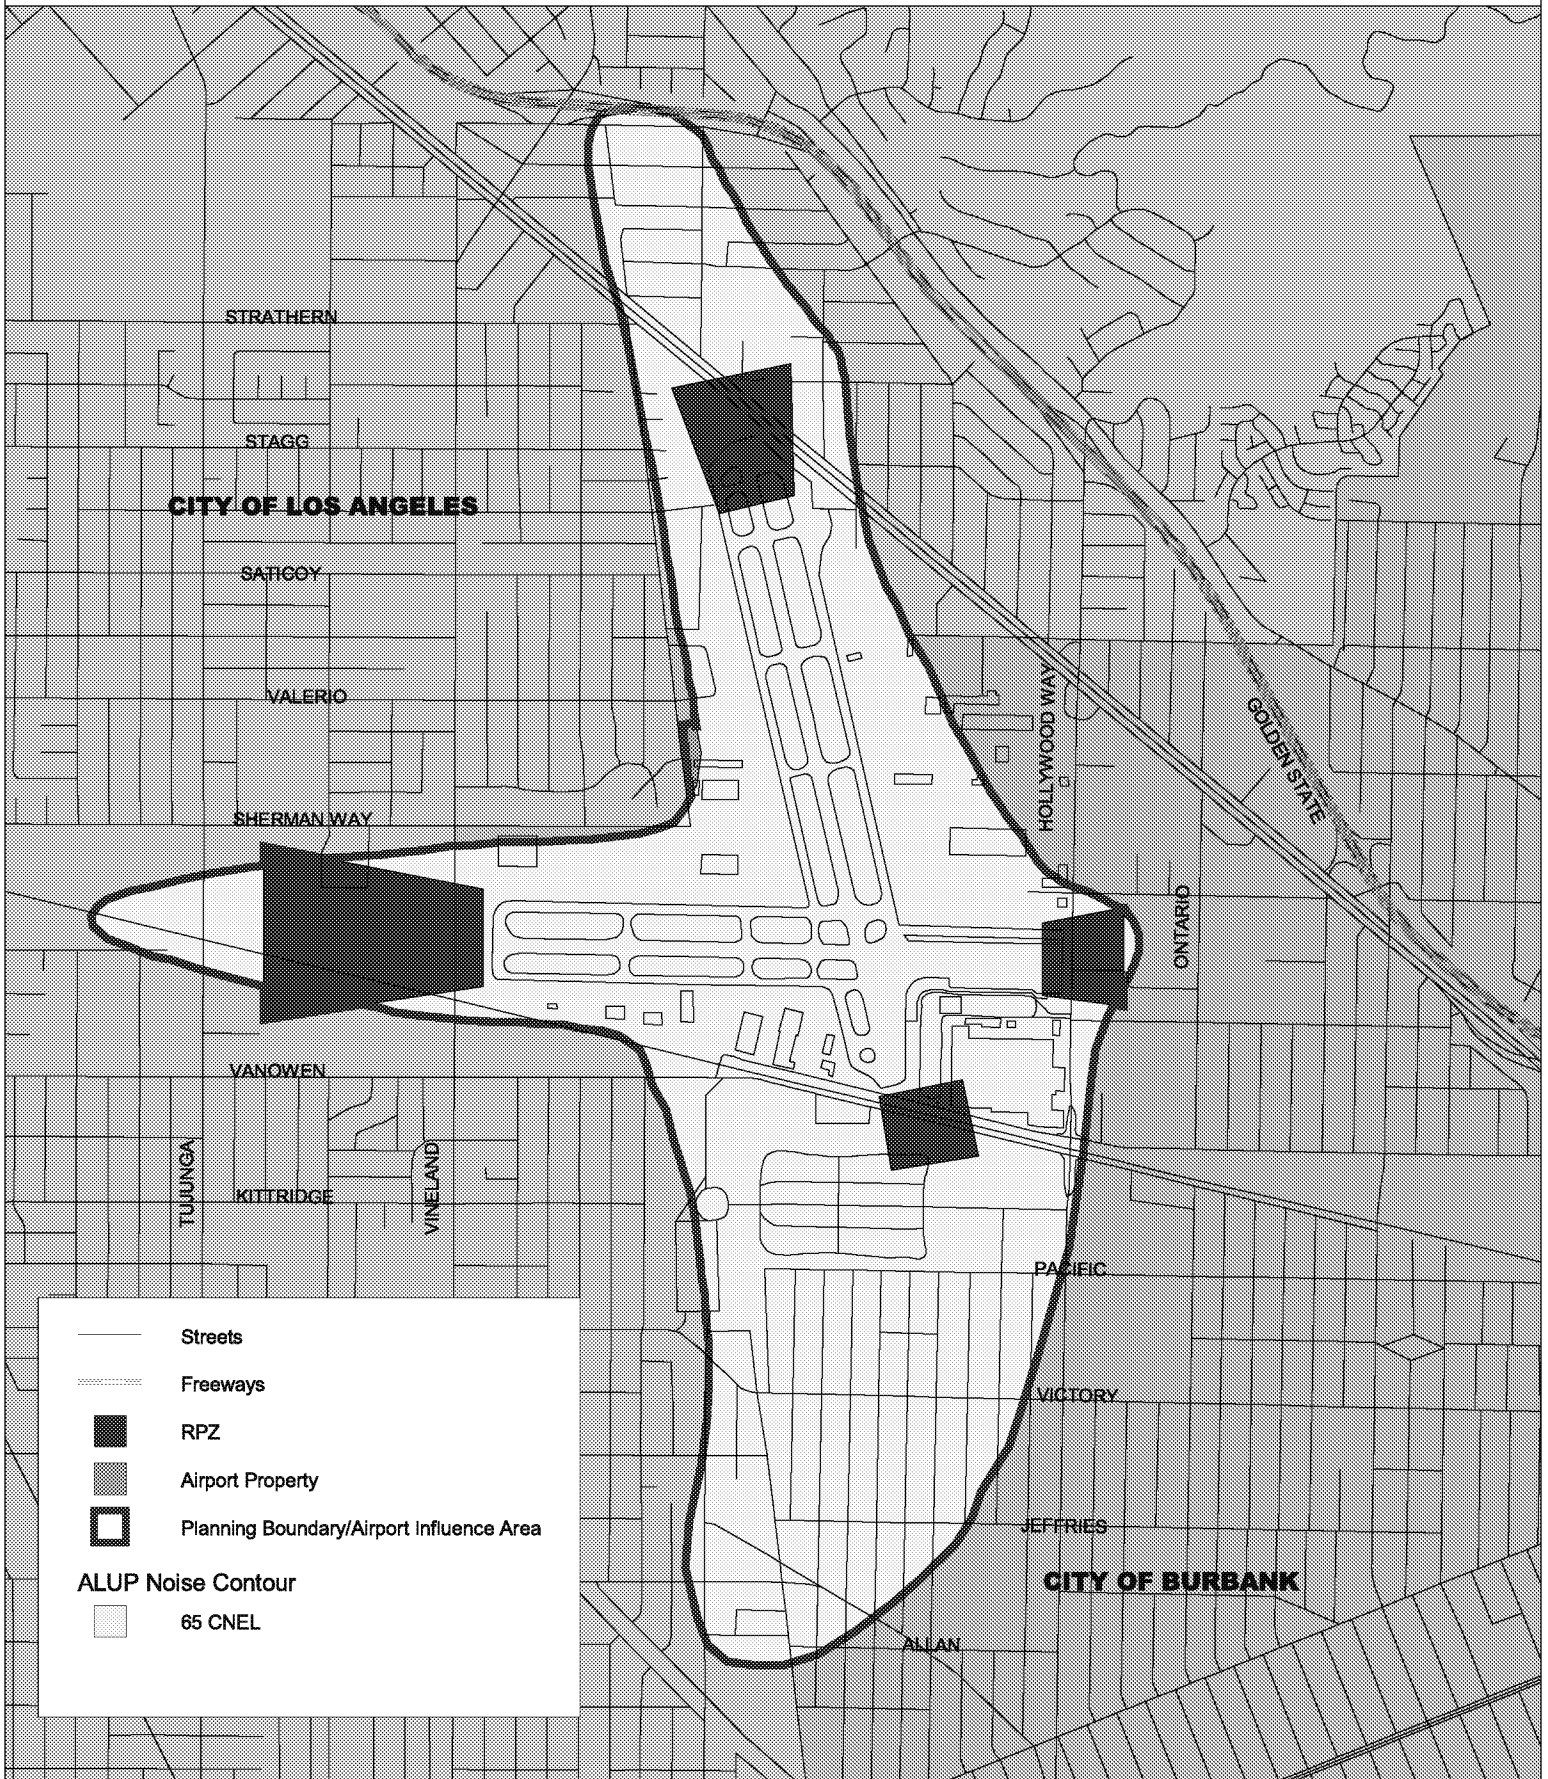 STRATHERN
STAGG
CITY OF LOS ANGELES
SATICOY
VALERIO
HOLLYWOOD WAY
GOLDEN STATE
SHERMAN WAY
ONTARIO
VANOWEN
TUJUNGA
VINELAND
KITTRIDGE
PACIFIC
Streets
Freeways
VICTORY
RPZ
Airport Property
Planning Boundary/Airport Influence Area
JEFFRIES
ALUP Noise Contour
CITY OF BURBANK
65 CNEL
ALLAN